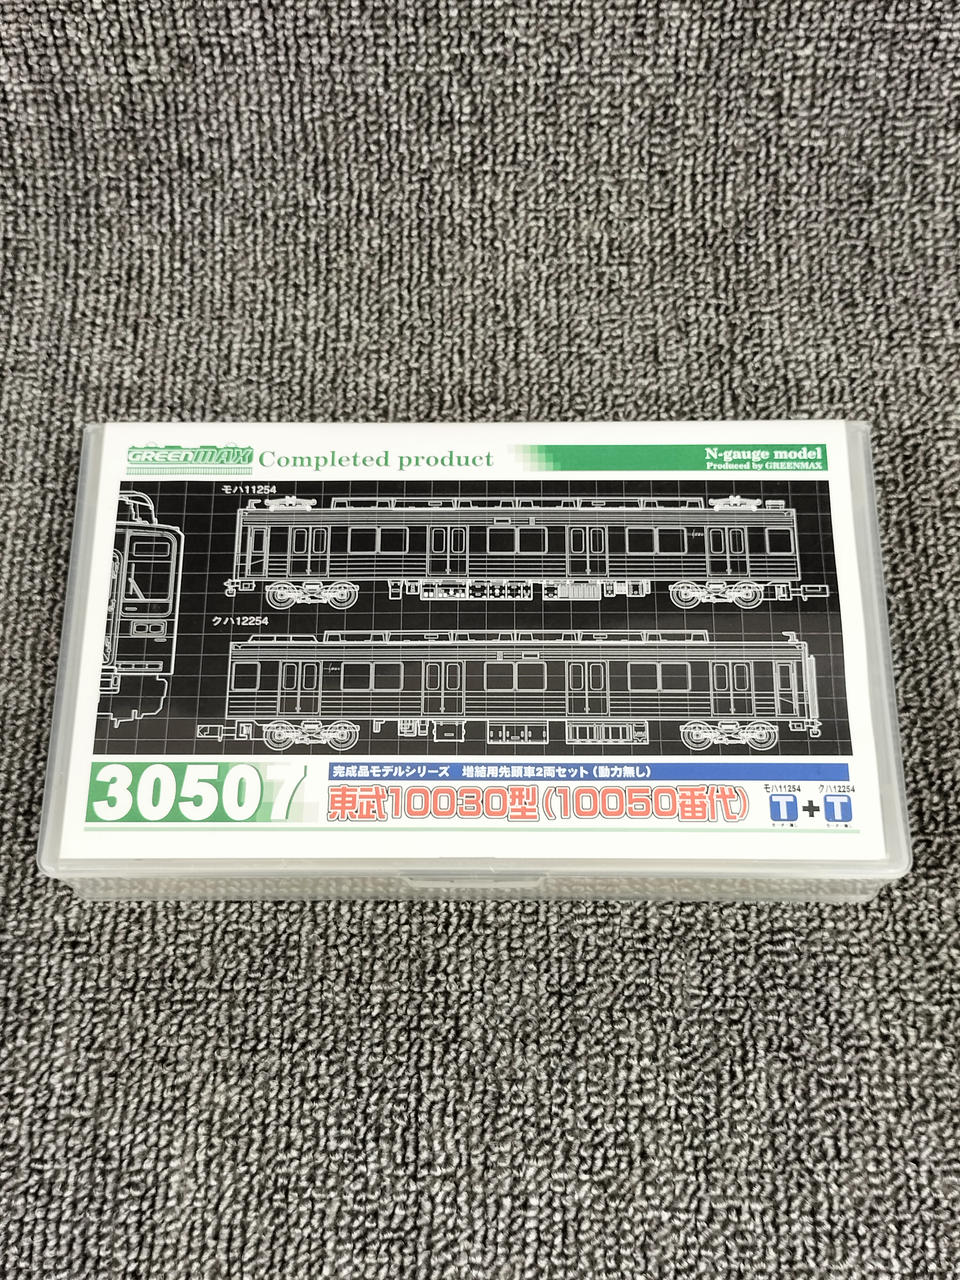 GREENMAX Completed product
N-gauge model
Produced by GREENMAX
モハ11254
クハ12254
30507
完成品モデルシリーズ 増結用先頭車2両セット(動力無し)
東武10030型(10050番代)
モハ11254 クハ12254
T+T